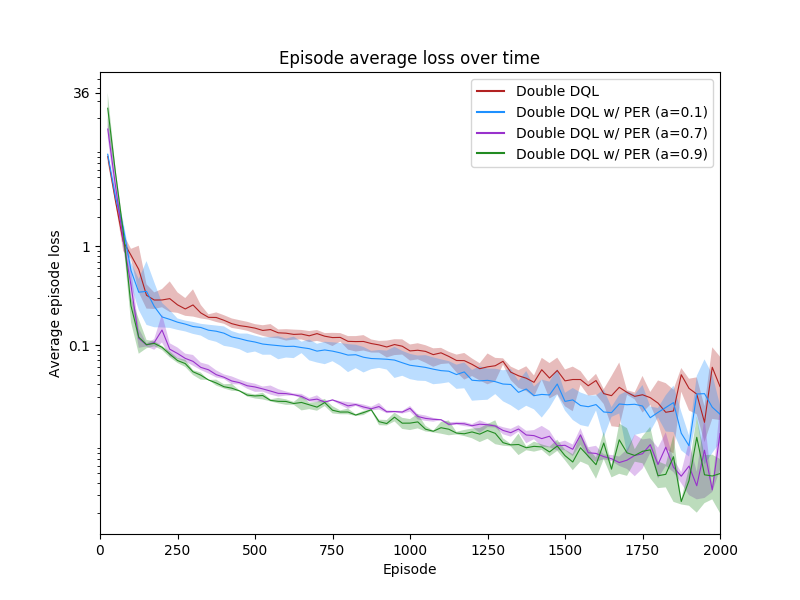 Episode average loss over time
Double DQL
Double DQL w/ PER (a=0.1)
Double DQL w/ PER (a=0.7)
Double DQL w/ PER (a=0.9)
Average episode loss
36
1
0.1
0
250
500
750
1000
1250
1500
1750
2000
Episode